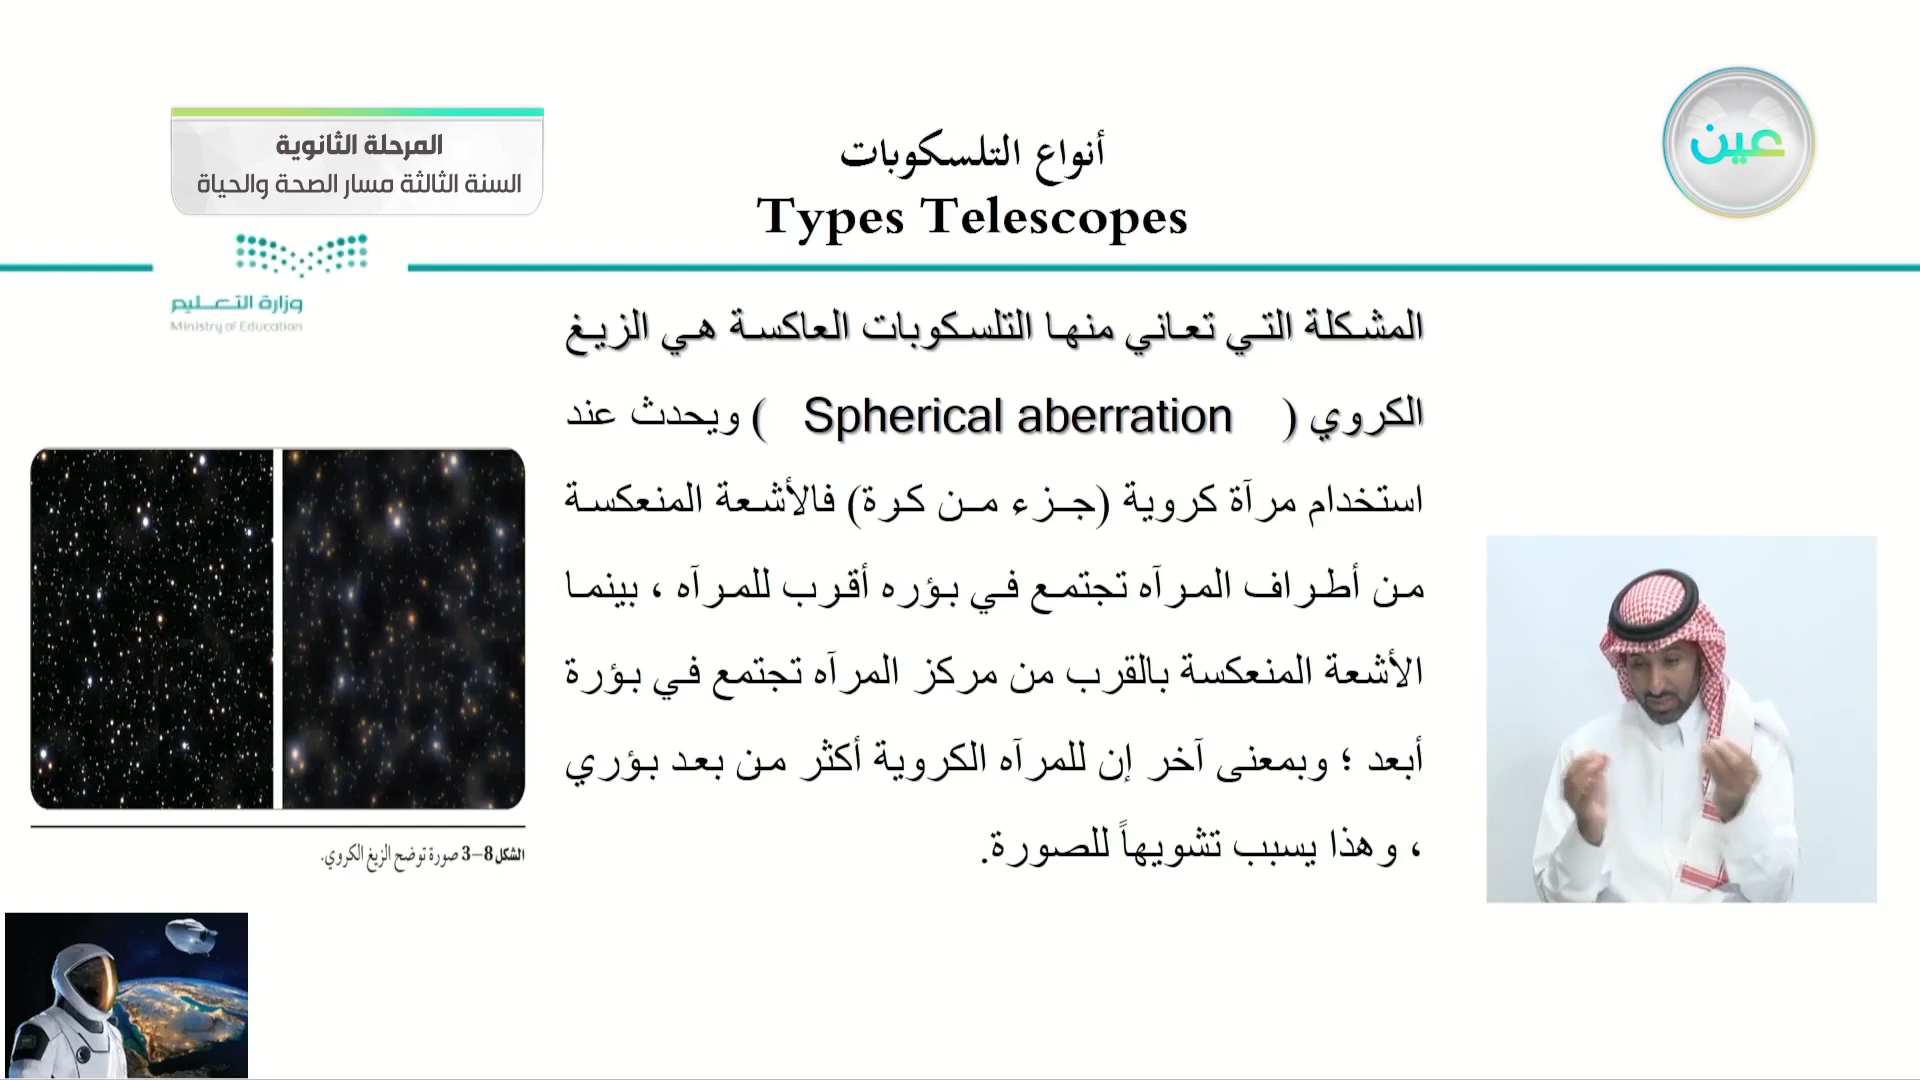 المرحلة الثانوية
السنة الثالثة مسار الصحة والحياة
أنواع التلسكوبات
Types Telescopes
عين
وزارة التعـــليم
Ministry of Education
المشكلة التي تعاني منها التلسكوبات العاكسة هي الزيغ
الكروي ( Spherical aberration ) ويحدث عند
استخدام مرآة كروية (جزء من كرة) فالأشعة المنعكسة
من أطراف المرآه تجتمع في بؤره أقرب للمرآه ، بينما
الأشعة المنعكسة بالقرب من مركز المرآه تجتمع في بؤرة
أبعد ؛ وبمعنى آخر إن للمرآه الكروية أكثر من بعد بؤري
، وهذا يسبب تشويهاً للصورة.
الشكل 8–3 صورة توضح الزيغ الكروي.